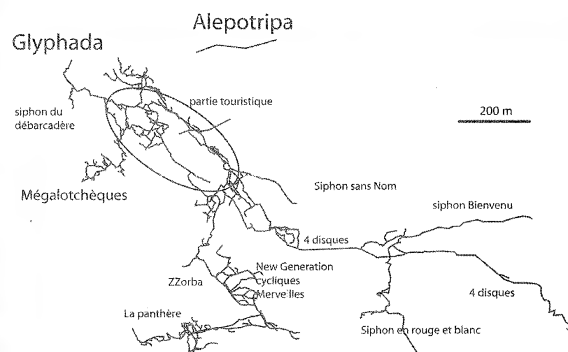 Alepotripa
Glyphada
partie touristique
siphon du
débarcadère
200 m
Mégalotchèques
Siphon sans Nom
siphon Bienvenu
4 disques
New Generation
cycliques
Merveilles
ZZorba
4 disques
La panthère
Siphon en rouge et blanc